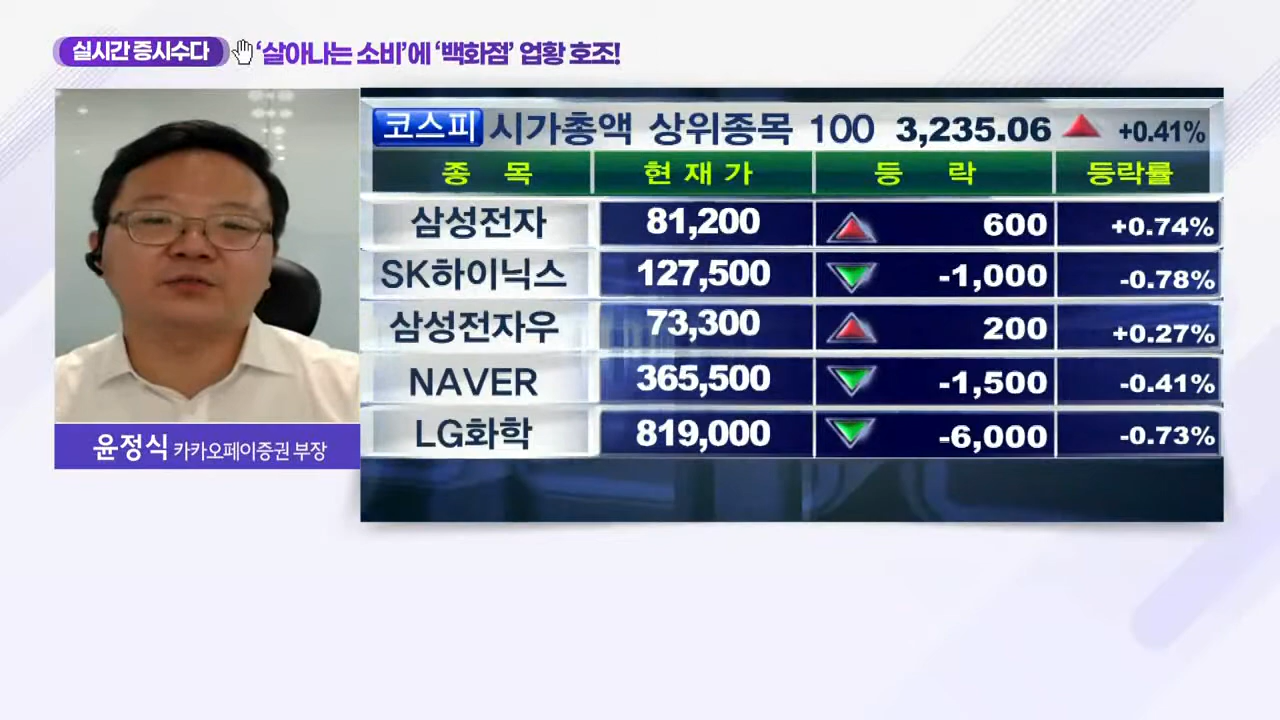 실시간 증시수다 ‘살아나는 소비’에 ‘백화점’ 업황 호조!
코스피 시가총액 상위종목 100 3,235.06 +0.41%
종 목 현 재 가 등 락 등락률
삼성전자 81,200 600 +0.74%
SK하이닉스 127,500 -1,000 -0.78%
삼성전자우 73,300 200 +0.27%
NAVER 365,500 -1,500 -0.41%
LG화학 819,000 -6,000 -0.73%
윤정식 카카오페이증권 부장